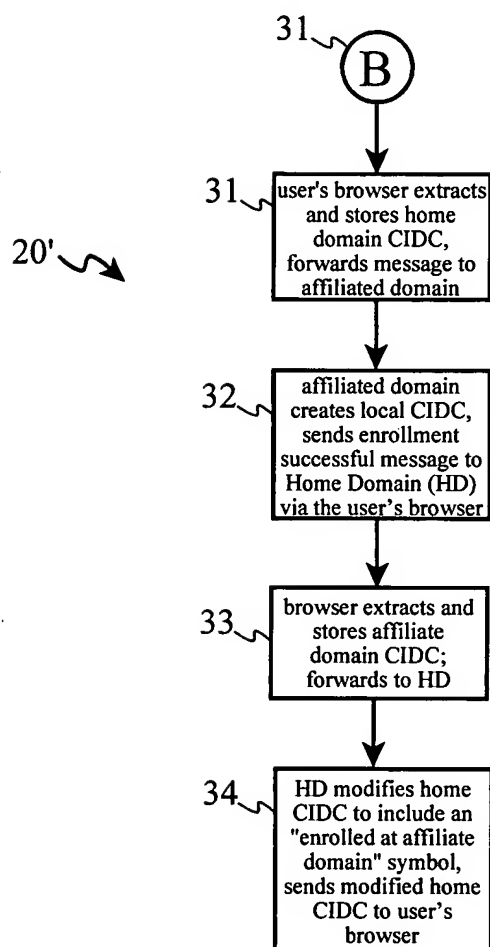 31
B
31
user's browser extracts
and stores home
domain CIDC,
forwards message to
affiliated domain
20'
32
affiliated domain
creates local CIDC,
sends enrollment
successful message to
Home Domain (HD)
via the user's browser
33
browser extracts and
stores affiliate
domain CIDC;
forwards to HD
34
HD modifies home
CIDC to include an
"enrolled at affiliate
domain" symbol,
sends modified home
CIDC to user's
browser